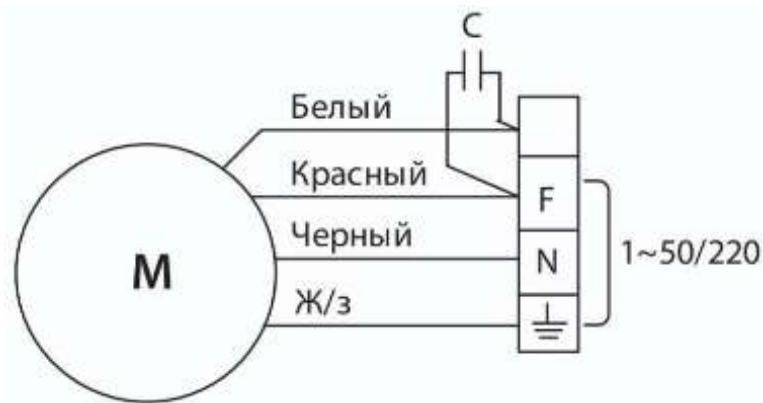 C
Белый
Красный
F
Черный
N
1~50/220
M
Ж/з